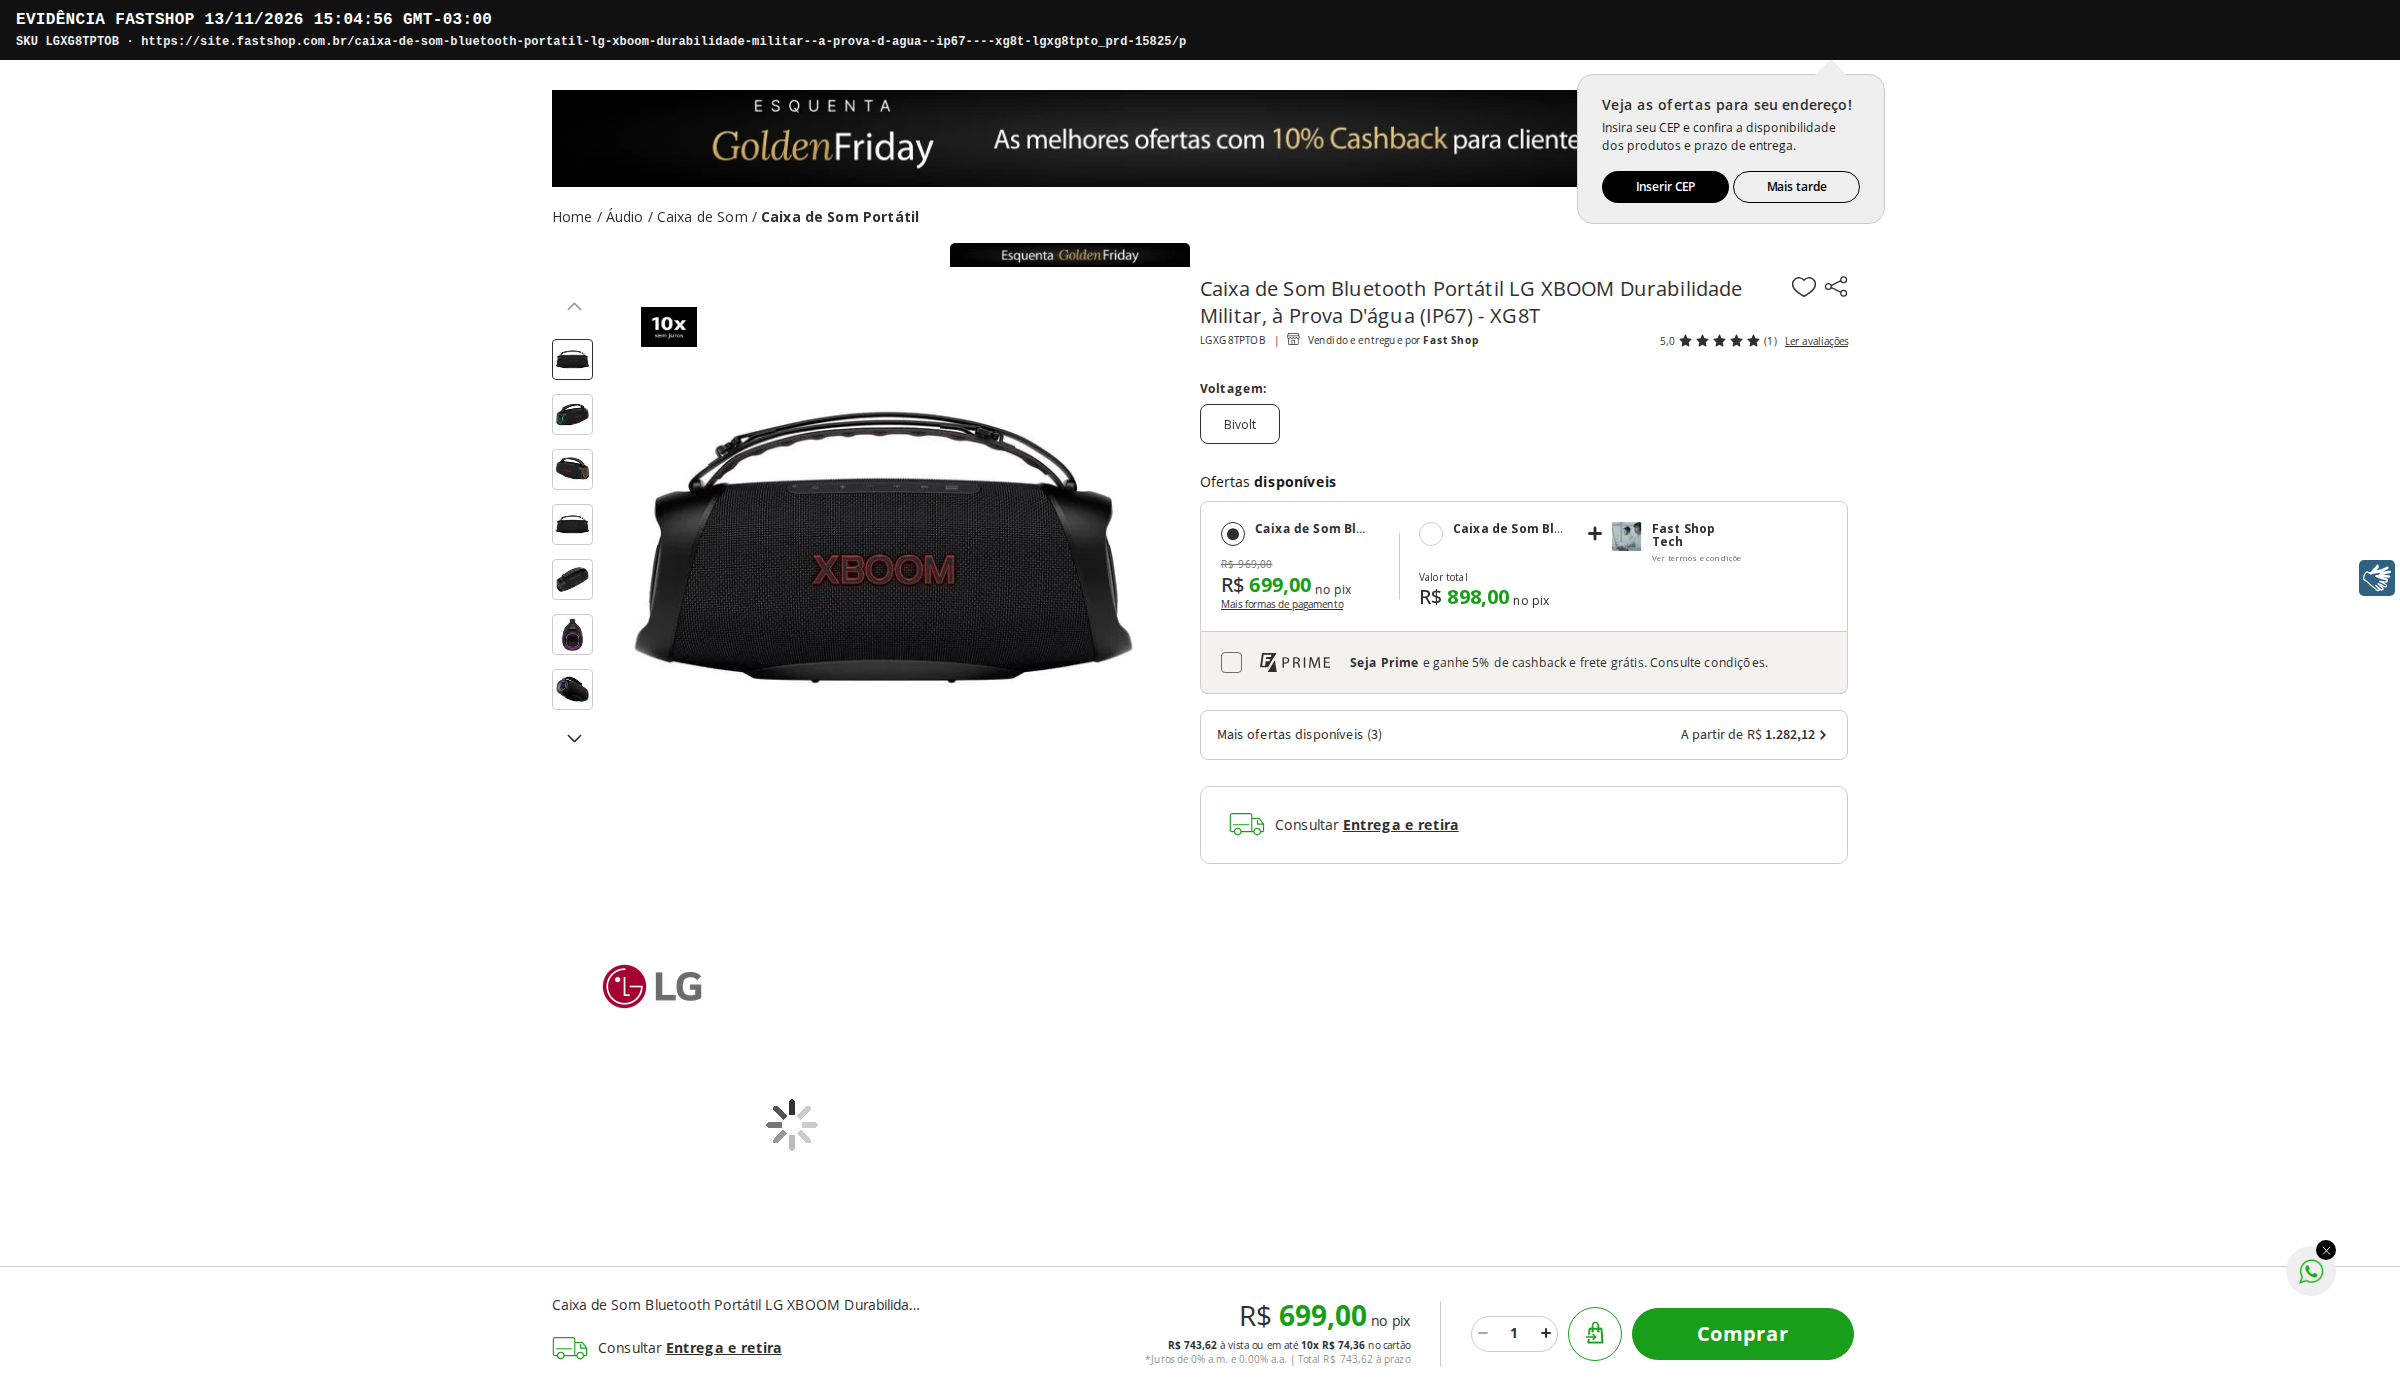 EVIDÊNCIA FASTSHOP 13/11/2026 15:04:56 GMT-03:00
SKU LGXG8TPTOB · https://site.fastshop.com.br/caixa-de-som-bluetooth-portatil-lg-xboom-durabilidade-militar--a-prova-d-agua--ip67----xg8t-lgxg8tpto_prd-15825/p
ESQUENTA
GoldenFriday
As melhores ofertas com 10% Cashback para cliente
Veja as ofertas para seu endereço!
Insira seu CEP e confira a disponibilidade
dos produtos e prazo de entrega.
Inserir CEP
Mais tarde
Home / Áudio / Caixa de Som / Caixa de Som Portátil
Esquenta GoldenFriday
10x
sem juros
XBOOM
Caixa de Som Bluetooth Portátil LG XBOOM Durabilidade
Militar, à Prova D'água (IP67) - XG8T
LGXG8TPTOB | Vendido e entregue por Fast Shop
5,0 (1) Ler avaliações
Voltagem:
Bivolt
Ofertas disponíveis
Caixa de Som Bl...
R$ 969,00
R$ 699,00 no pix
Mais formas de pagamento
Caixa de Som Bl...
+
Fast Shop
Tech
Ver termos e condiçõe
Valor total
R$ 898,00 no pix
PRIME
Seja Prime e ganhe 5% de cashback e frete grátis. Consulte condições.
Mais ofertas disponíveis (3)
A partir de R$ 1.282,12
Consultar Entrega e retira
LG
Caixa de Som Bluetooth Portátil LG XBOOM Durabilida...
Consultar Entrega e retira
R$ 699,00 no pix
R$ 743,62 à vista ou em até 10x R$ 74,36 no cartão
*Juros de 0% a.m. e 0.00% a.a. | Total R$ 743,62 à prazo
− 1 +
Comprar